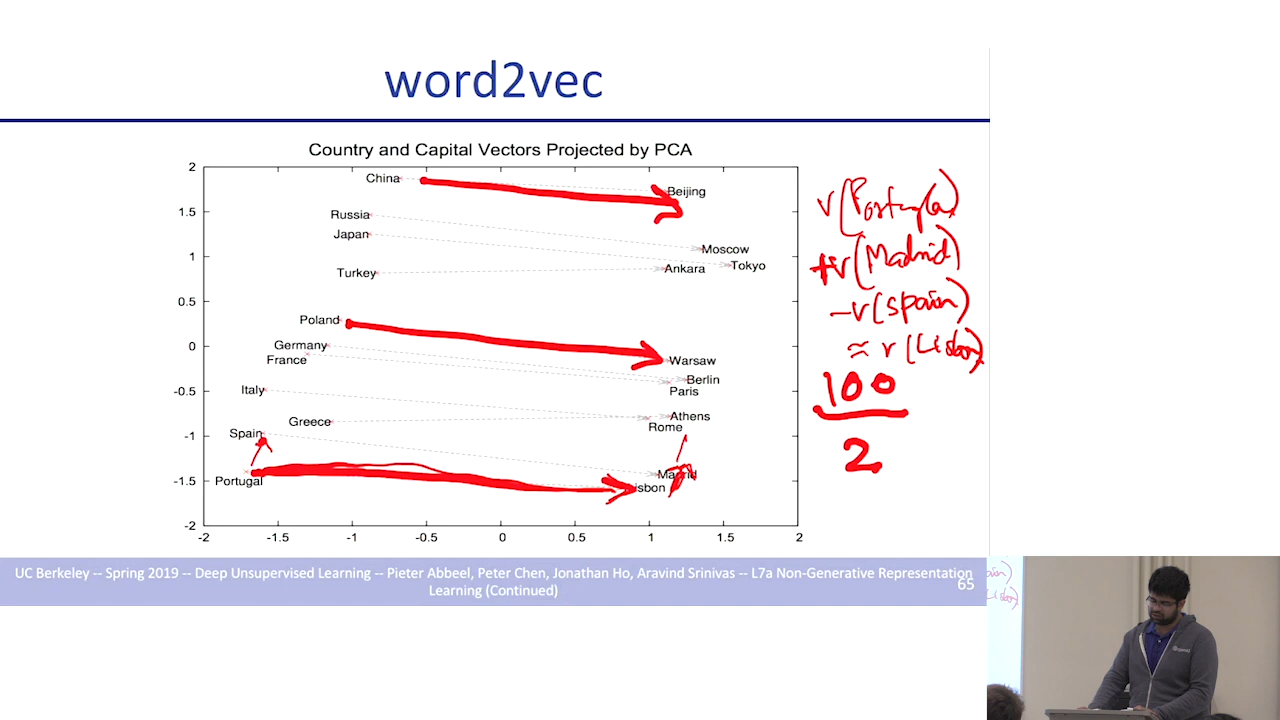 word2vec
Country and Capital Vectors Projected by PCA
2
1.5
1
0.5
0
-0.5
-1
-1.5
-2
-2
-1.5
-1
-0.5
0
0.5
1
1.5
2
China
Beijing
Russia
Japan
Moscow
Tokyo
Turkey
Ankara
Poland
Germany
France
Warsaw
Berlin
Paris
Italy
Greece
Athens
Rome
Spain
Portugal
Madrid
Lisbon
v(Portugal)
+v(Madrid)
-v(Spain)
≈ v(Lisbon)
100
2
UC Berkeley -- Spring 2019 -- Deep Unsupervised Learning -- Pieter Abbeel, Peter Chen, Jonathan Ho, Aravind Srinivas -- L7a Non-Generative Representation
Learning (Continued)
65